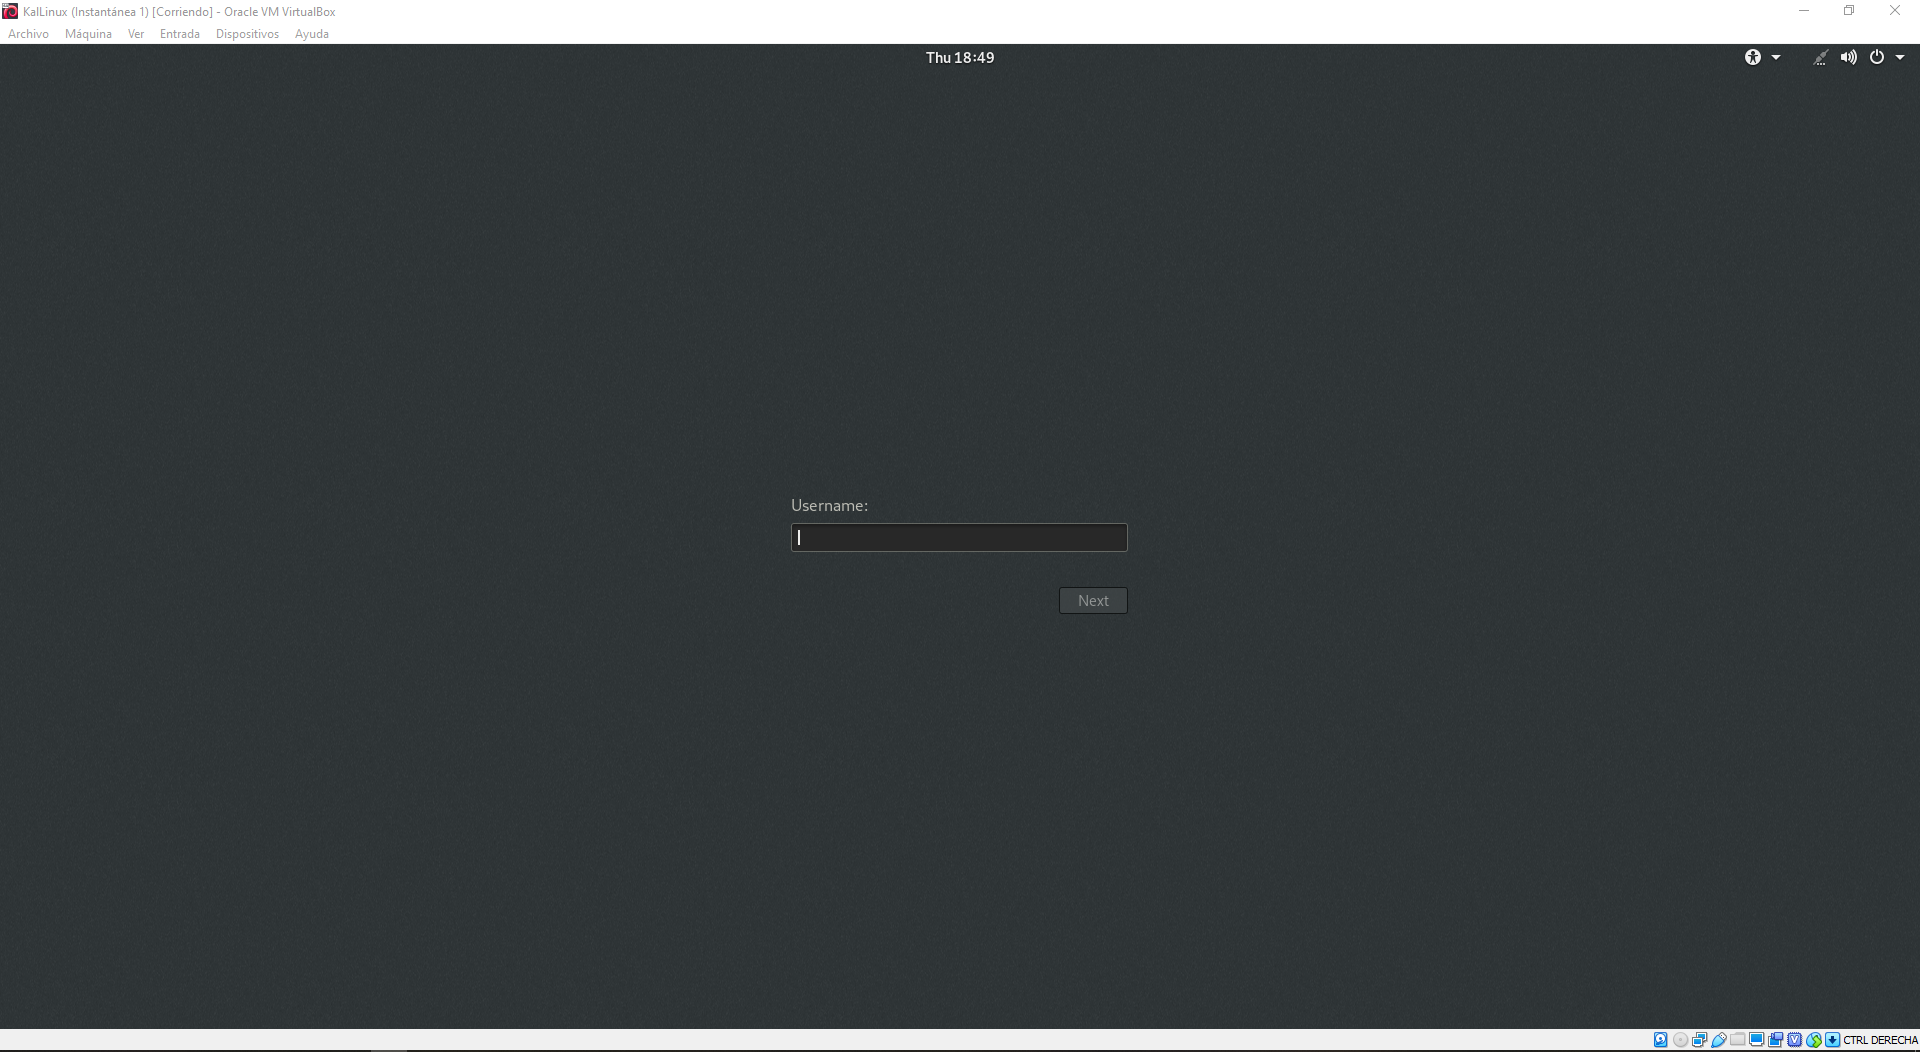 KalLinux (Instantánea 1) [Corriendo] - Oracle VM VirtualBox
Archivo Máquina Ver Entrada Dispositivos Ayuda
Thu 18:49
Username:
Next
CTRL DERECHA